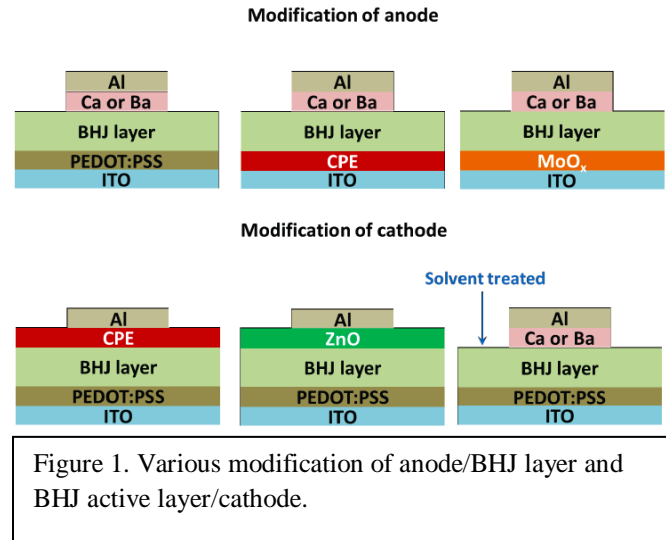 Modification of anode
Al
Ca or Ba
BHJ layer
PEDOT:PSS
ITO
Al
Ca or Ba
BHJ layer
CPE
ITO
Al
Ca or Ba
BHJ layer
MoOₓ
ITO
Modification of cathode
Al
CPE
BHJ layer
PEDOT:PSS
ITO
Al
ZnO
BHJ layer
PEDOT:PSS
ITO
Solvent treated
Al
Ca or Ba
BHJ layer
PEDOT:PSS
ITO
Figure 1. Various modification of anode/BHJ layer and
BHJ active layer/cathode.